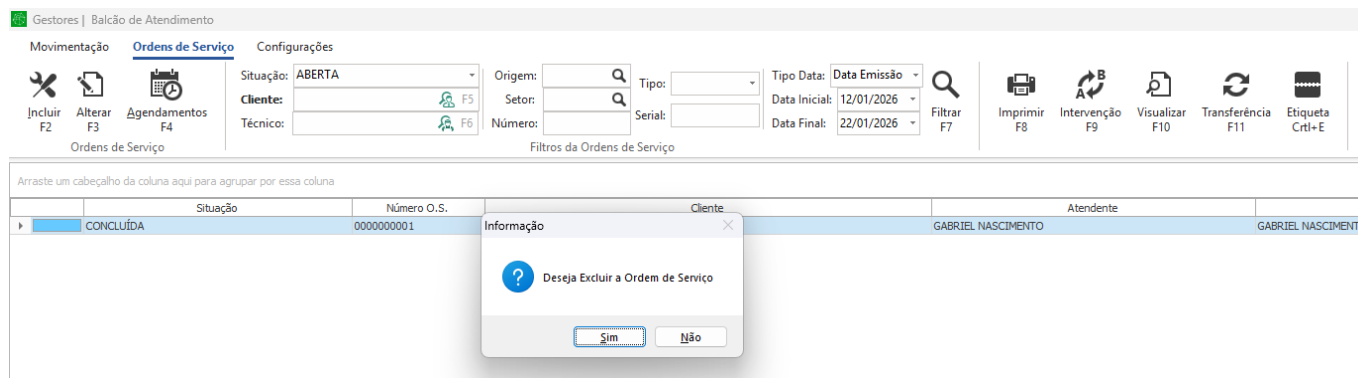 Gestores | Balcão de Atendimento
Movimentação Ordens de Serviço Configurações
Situação: ABERTA Origem: Tipo: Tipo Data: Data Emissão
Cliente: F5 Setor: Serial: Data Inicial: 12/01/2026
Técnico: F6 Número: Data Final: 22/01/2026
Incluir Alterar Agendamentos Filtrar Imprimir Intervenção Visualizar Transferência Etiqueta
F2 F3 F4 F7 F8 F9 F10 F11 Crtl+E
Ordens de Serviço Filtros da Ordens de Serviço
Arraste um cabeçalho da coluna aqui para agrupar por essa coluna
Situação Número O.S. Cliente Atendente
CONCLUÍDA 0000000001 GABRIEL NASCIMENTO GABRIEL NASCIMENT
Informação
Deseja Excluir a Ordem de Serviço
Sim Não